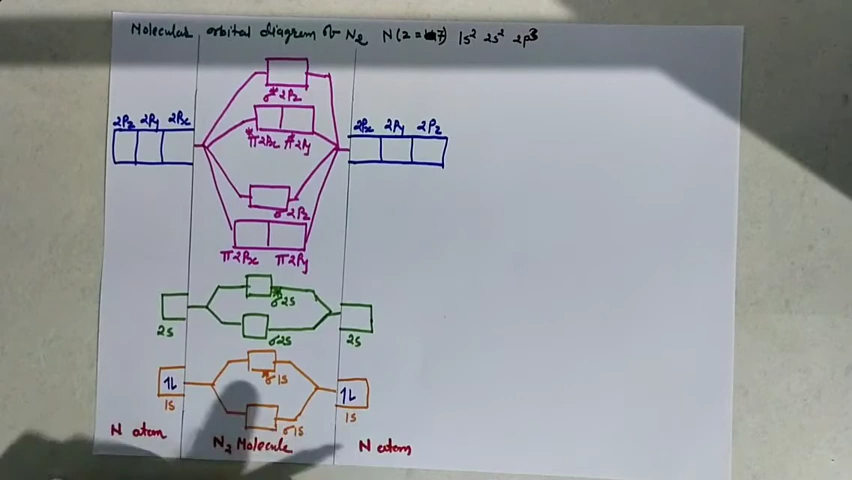 Molecular orbital diagram of N₂ N(Z=7) 1s² 2s² 2p³
σ*2Pz
2Pz 2Py 2Px
2Px 2Py 2Pz
π*2Px π*2Py
σ2Pz
π2Px π2Py
σ*2s
2s
σ2s
2s
σ*1s
1L
1L
1s
σ1s
1s
N atom
N₂ Molecule
N atom